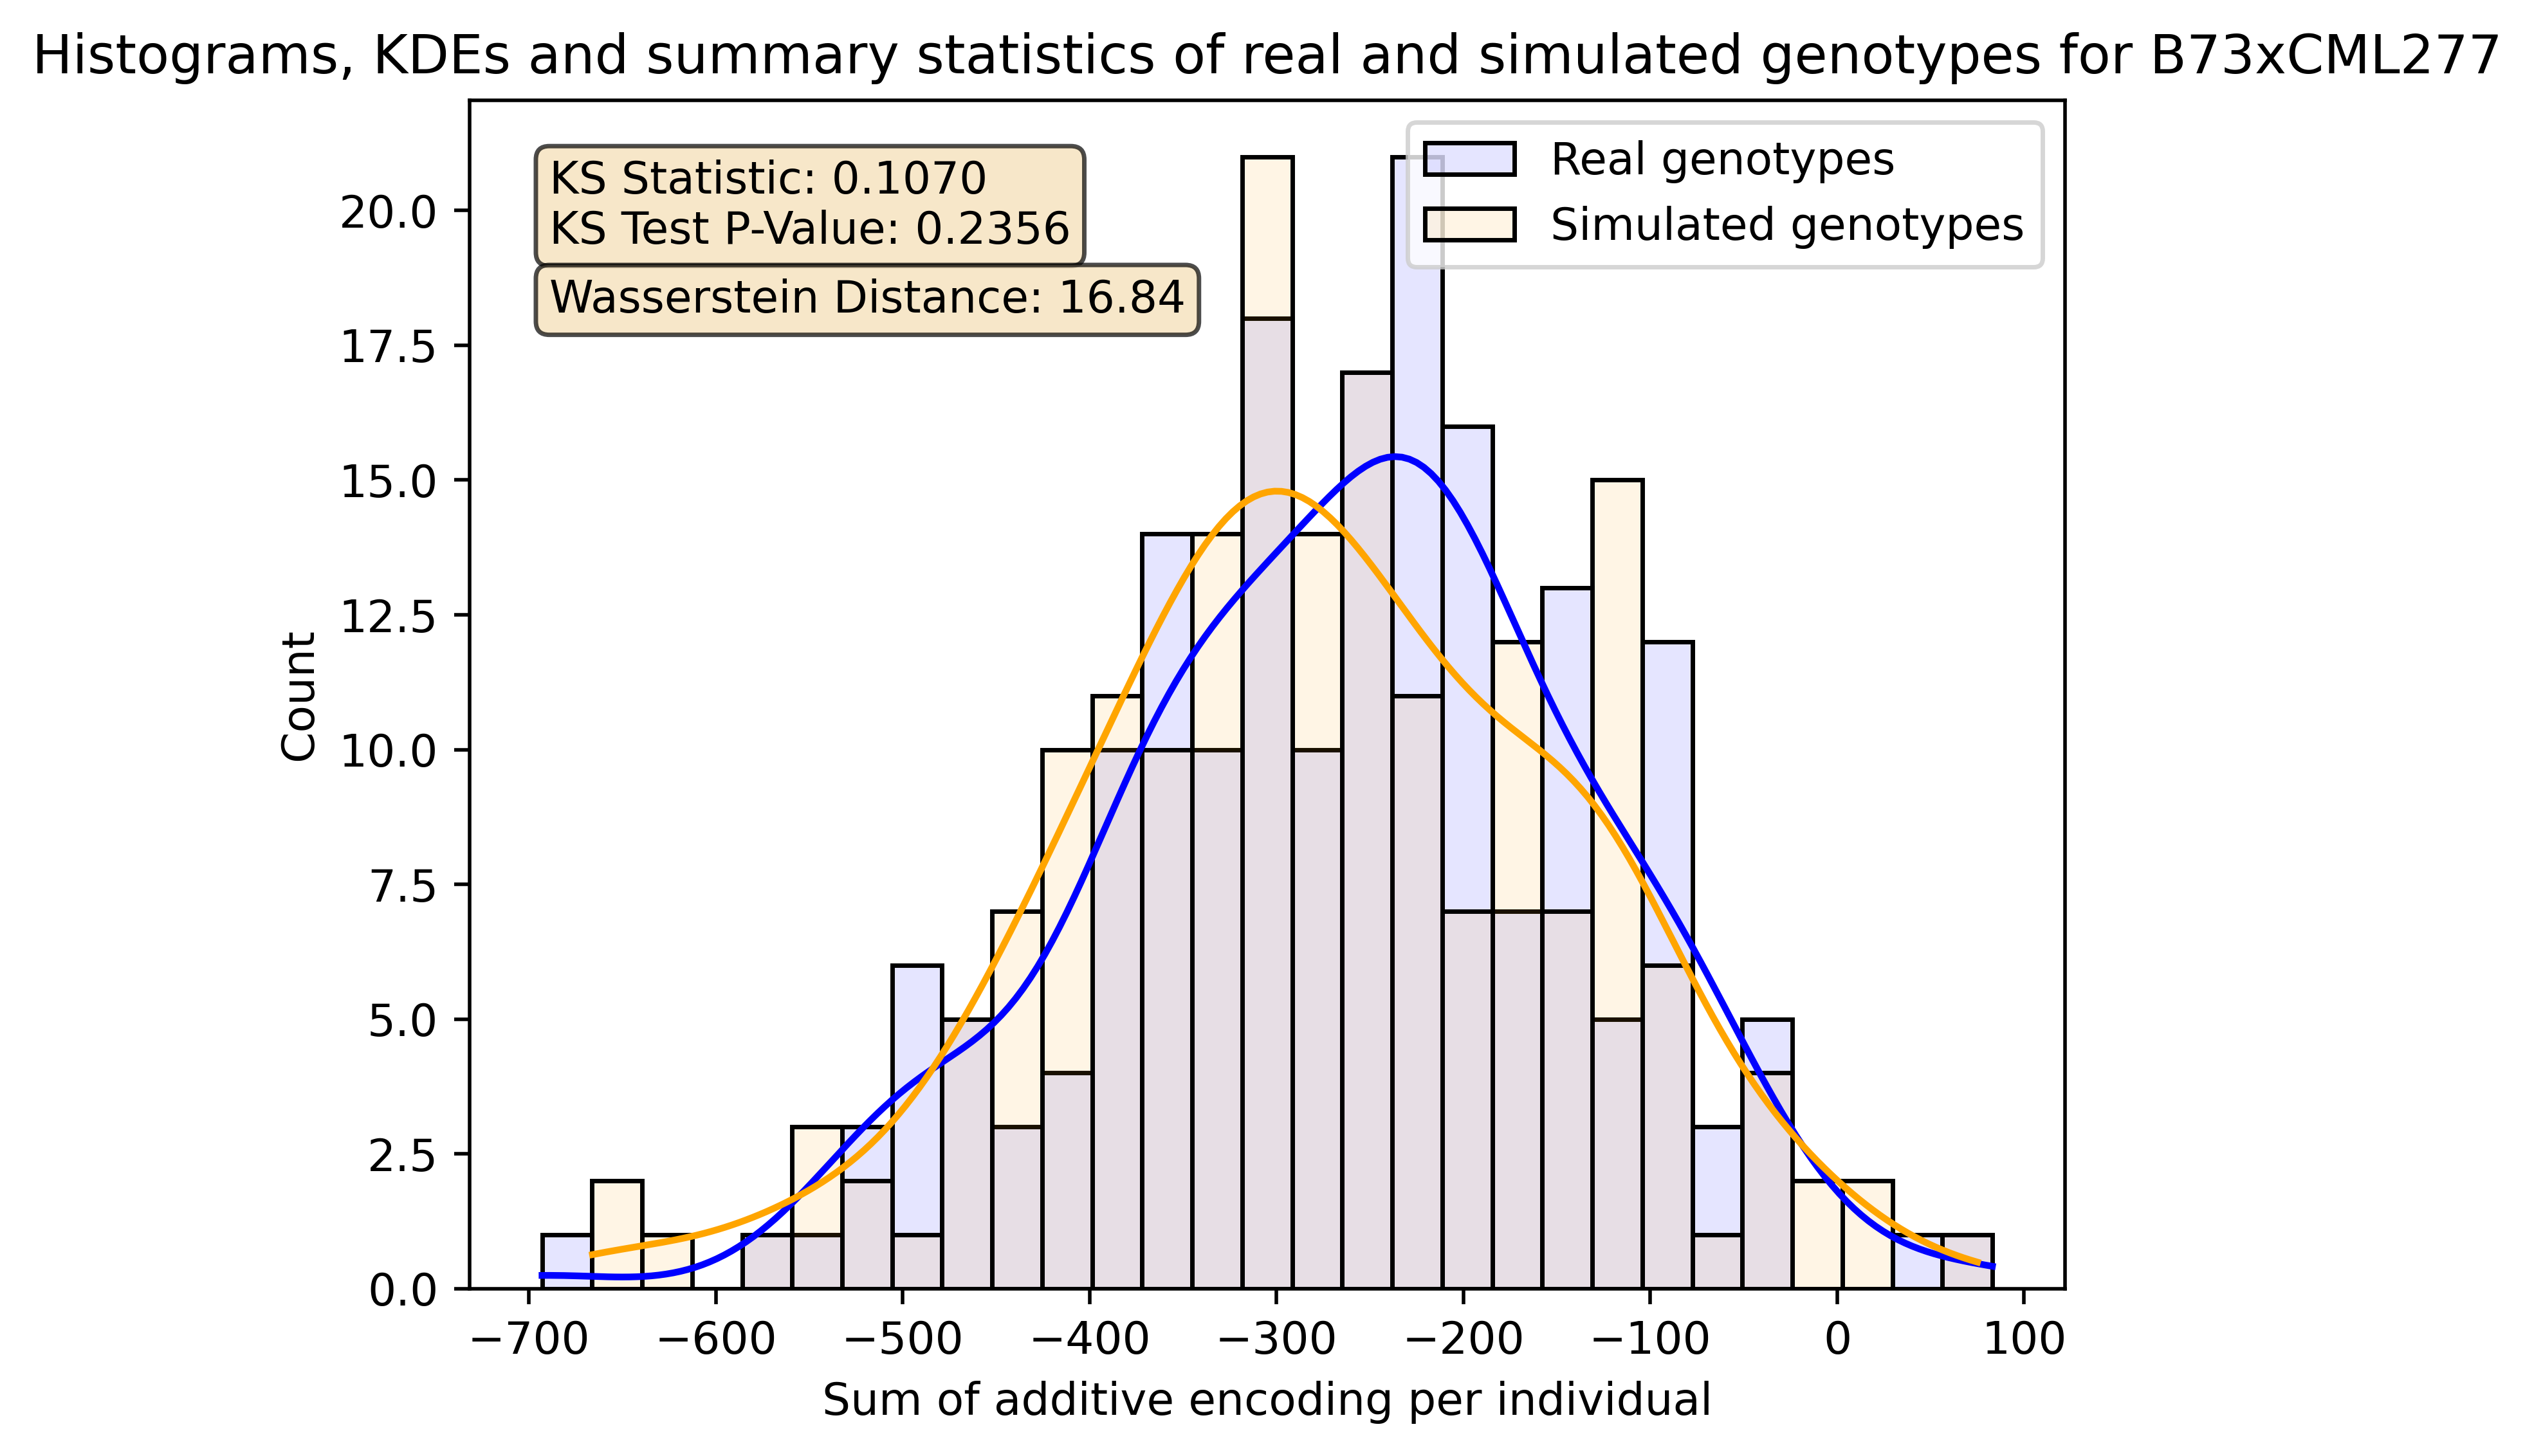 Histograms, KDEs and summary statistics of real and simulated genotypes for B73xCML277
KS Statistic: 0.1070
KS Test P-Value: 0.2356
Wasserstein Distance: 16.84
Real genotypes
Simulated genotypes
Count
20.0
17.5
15.0
12.5
10.0
7.5
5.0
2.5
0.0
−700 −600 −500 −400 −300 −200 −100 0 100
Sum of additive encoding per individual